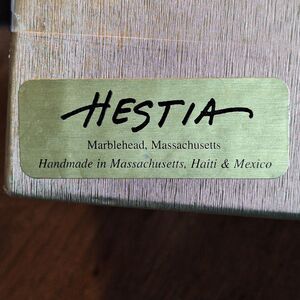 HESTIA
Marblehead, Massachusetts
Handmade in Massachusetts, Haiti & Mexico